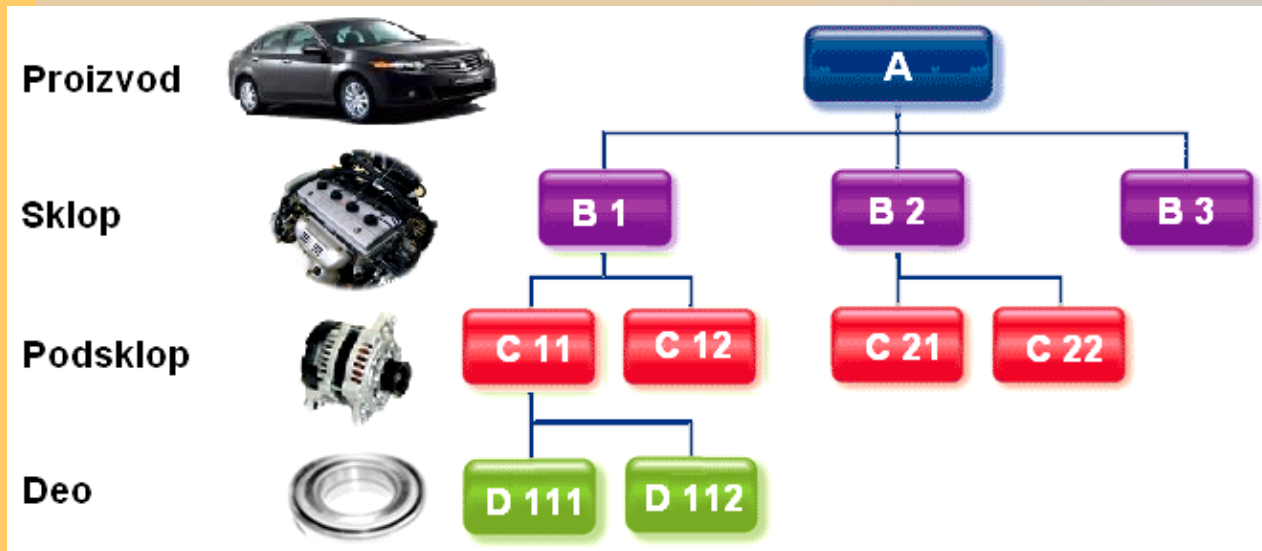 Proizvod
A
Sklop
B 1
B 2
B 3
Podsklop
C 11
C 12
C 21
C 22
Deo
D 111
D 112